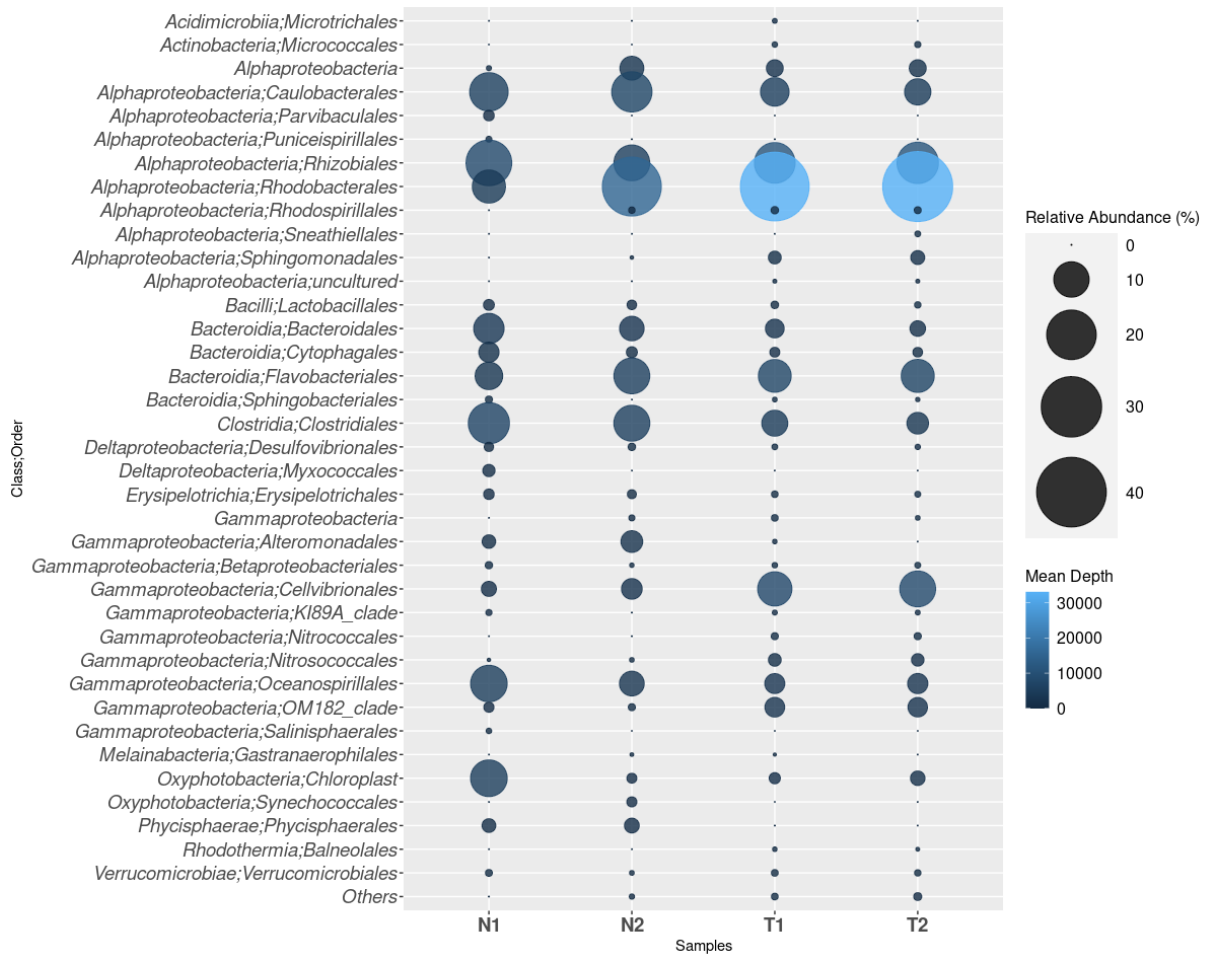 Acidimicrobiia;Microtrichales
Actinobacteria;Micrococcales
Alphaproteobacteria
Alphaproteobacteria;Caulobacterales
Alphaproteobacteria;Parvibaculales
Alphaproteobacteria;Puniceispirillales
Alphaproteobacteria;Rhizobiales
Alphaproteobacteria;Rhodobacterales
Alphaproteobacteria;Rhodospirillales
Alphaproteobacteria;Sneathiellales
Alphaproteobacteria;Sphingomonadales
Alphaproteobacteria;uncultured
Bacilli;Lactobacillales
Bacteroidia;Bacteroidales
Bacteroidia;Cytophagales
Bacteroidia;Flavobacteriales
Bacteroidia;Sphingobacteriales
Clostridia;Clostridiales
Deltaproteobacteria;Desulfovibrionales
Deltaproteobacteria;Myxococcales
Erysipelotrichia;Erysipelotrichales
Gammaproteobacteria
Gammaproteobacteria;Alteromonadales
Gammaproteobacteria;Betaproteobacteriales
Gammaproteobacteria;Cellvibrionales
Gammaproteobacteria;KI89A_clade
Gammaproteobacteria;Nitrococcales
Gammaproteobacteria;Nitrosococcales
Gammaproteobacteria;Oceanospirillales
Gammaproteobacteria;OM182_clade
Gammaproteobacteria;Salinisphaerales
Melainabacteria;Gastranaerophilales
Oxyphotobacteria;Chloroplast
Oxyphotobacteria;Synechococcales
Phycisphaerae;Phycisphaerales
Rhodothermia;Balneolales
Verrucomicrobiae;Verrucomicrobiales
Others
Class;Order
N1 N2 T1 T2
Samples
Relative Abundance (%)
0
10
20
30
40
Mean Depth
30000
20000
10000
0